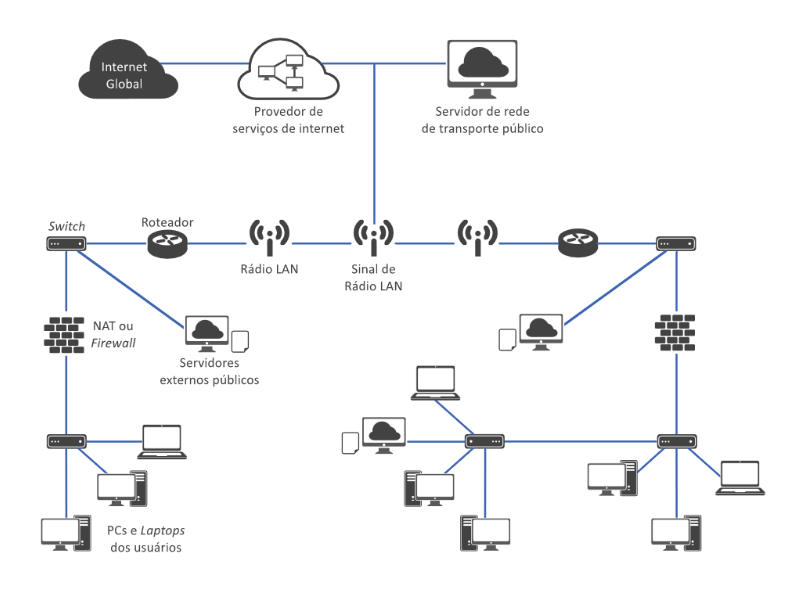 Internet
Global
Provedor de
serviços de internet
Servidor de rede
de transporte público
Switch
Roteador
Rádio LAN
Sinal de
Rádio LAN
NAT ou
Firewall
Servidores
externos públicos
PCs e Laptops
dos usuários